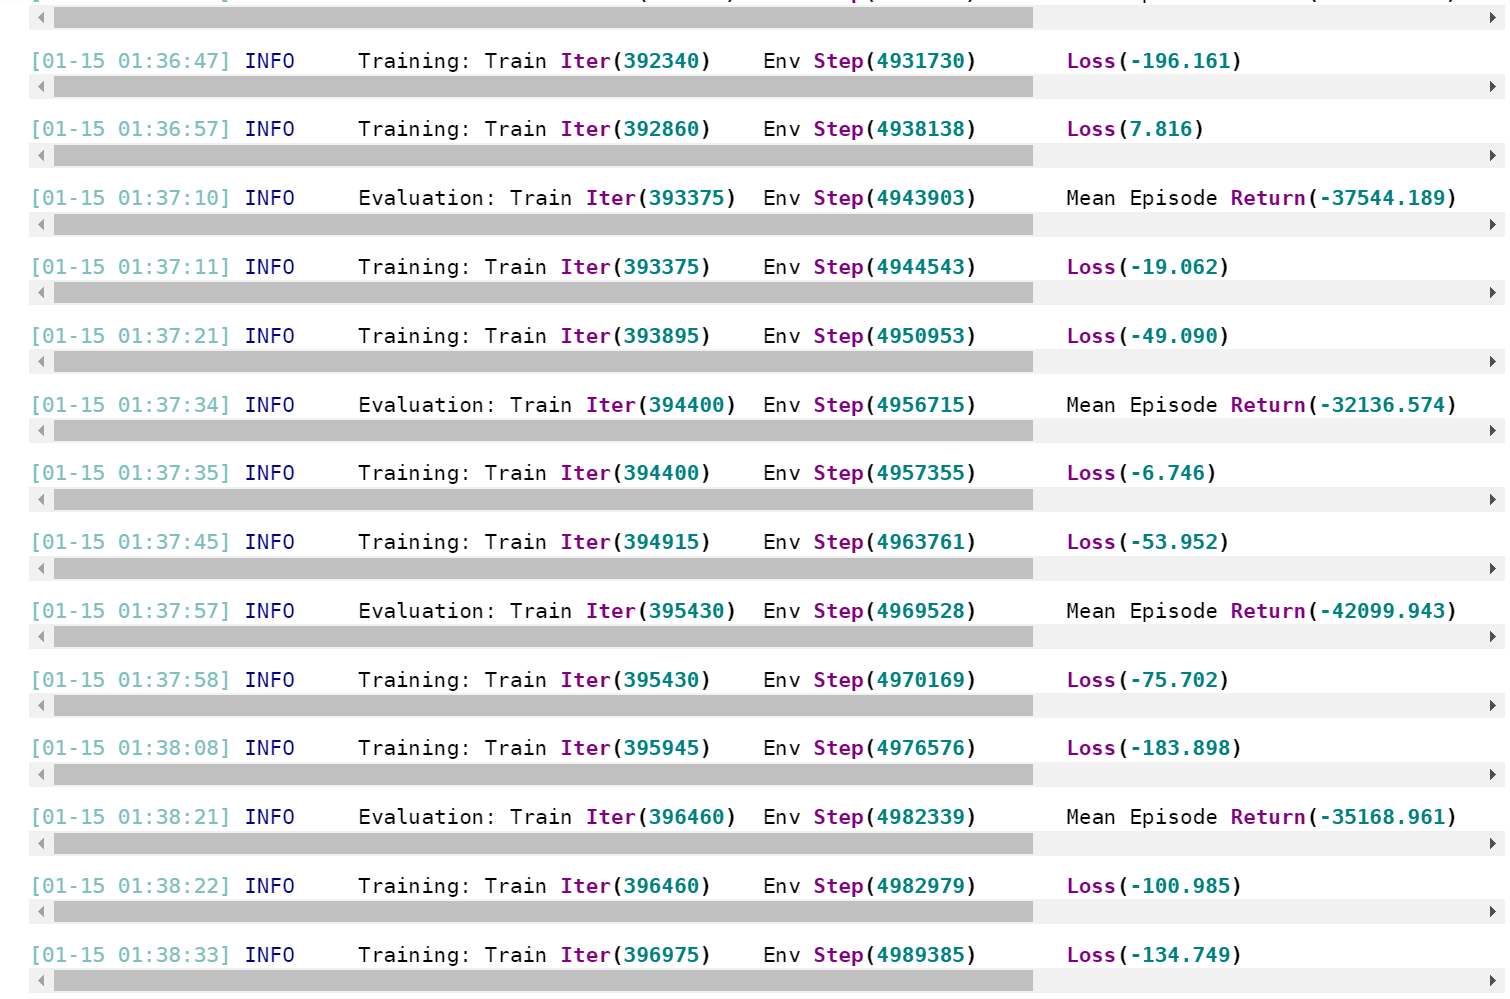 [01-15 01:36:47] INFO Training: Train Iter(392340) Env Step(4931730) Loss(-196.161)
[01-15 01:36:57] INFO Training: Train Iter(392860) Env Step(4938138) Loss(7.816)
[01-15 01:37:10] INFO Evaluation: Train Iter(393375) Env Step(4943903) Mean Episode Return(-37544.189)
[01-15 01:37:11] INFO Training: Train Iter(393375) Env Step(4944543) Loss(-19.062)
[01-15 01:37:21] INFO Training: Train Iter(393895) Env Step(4950953) Loss(-49.090)
[01-15 01:37:34] INFO Evaluation: Train Iter(394400) Env Step(4956715) Mean Episode Return(-32136.574)
[01-15 01:37:35] INFO Training: Train Iter(394400) Env Step(4957355) Loss(-6.746)
[01-15 01:37:45] INFO Training: Train Iter(394915) Env Step(4963761) Loss(-53.952)
[01-15 01:37:57] INFO Evaluation: Train Iter(395430) Env Step(4969528) Mean Episode Return(-42099.943)
[01-15 01:37:58] INFO Training: Train Iter(395430) Env Step(4970169) Loss(-75.702)
[01-15 01:38:08] INFO Training: Train Iter(395945) Env Step(4976576) Loss(-183.898)
[01-15 01:38:21] INFO Evaluation: Train Iter(396460) Env Step(4982339) Mean Episode Return(-35168.961)
[01-15 01:38:22] INFO Training: Train Iter(396460) Env Step(4982979) Loss(-100.985)
[01-15 01:38:33] INFO Training: Train Iter(396975) Env Step(4989385) Loss(-134.749)